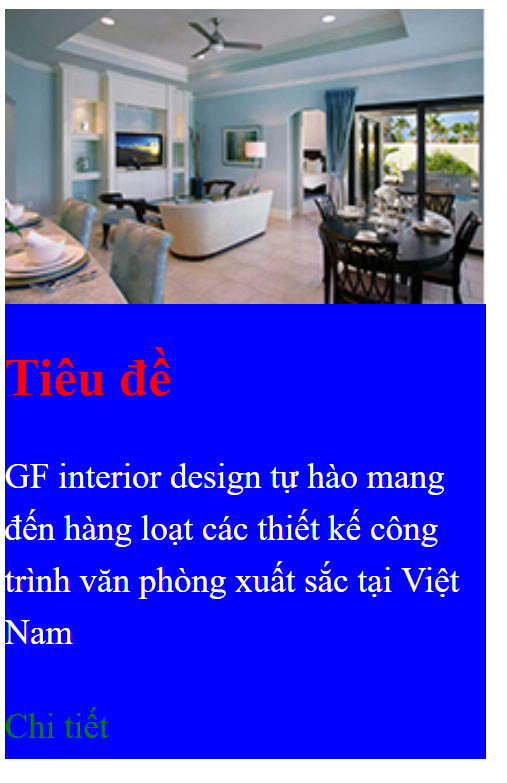 Tiêu đề
GF interior design tự hào mang
đến hàng loạt các thiết kế công
trình văn phòng xuất sắc tại Việt
Nam
Chi tiết